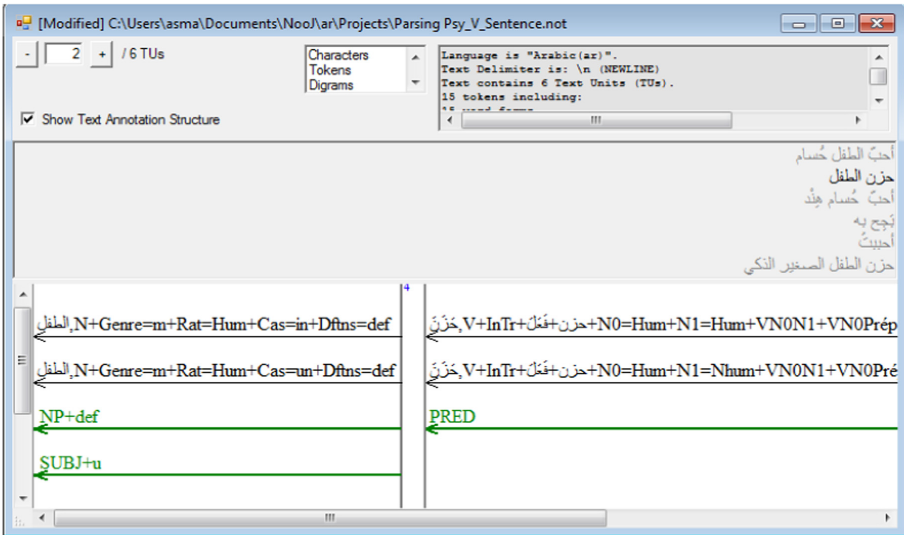 [Modified] C:\Users\asma\Documents\NooJ\ar\Projects\Parsing Psy_V_Sentence.not
- 2 + / 6 TUs
Characters
Tokens
Digrams
Language is "Arabic(ar)".
Text Delimiter is: \n (NEWLINE)
Text contains 6 Text Units (TUs).
15 tokens including:
Show Text Annotation Structure
أحبّ الطفل حُسام
حزن الطفل
أحبّ حُسام هِنْد
نَجح به
أحببتُ
حزن الطفل الصغير الذكي
4
الطفل,N+Genre=m+Rat=Hum+Cas=in+Dftns=def
حَزّنَ,V+InTr+حزن+فَعّلَ+N0=Hum+N1=Hum+VN0N1+VN0Prép
الطفل,N+Genre=m+Rat=Hum+Cas=un+Dftns=def
حَزّنَ,V+InTr+حزن+فَعّلَ+N0=Hum+N1=Nhum+VN0N1+VN0Pré
NP+def
PRED
SUBJ+u